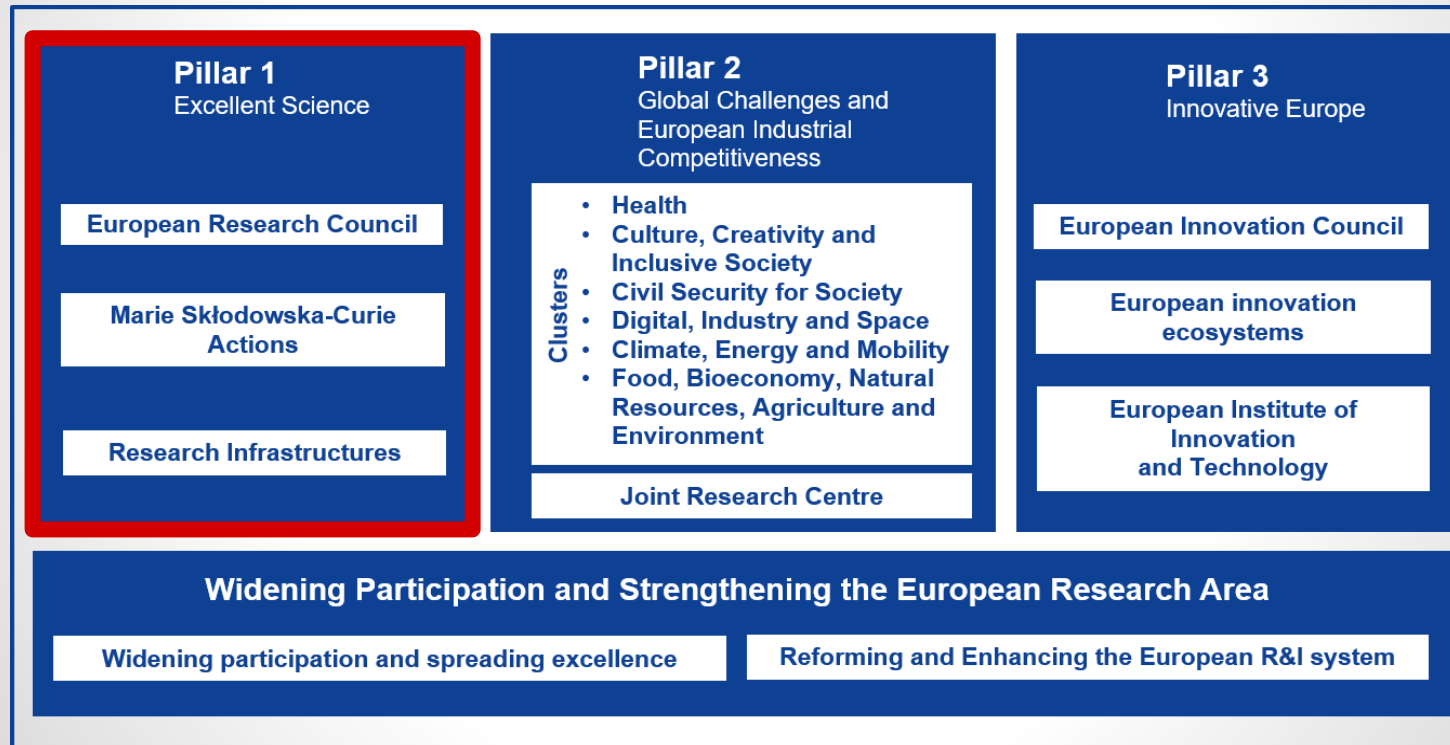 Pillar 1
Excellent Science
European Research Council
Marie Skłodowska-Curie
Actions
Research Infrastructures
Pillar 2
Global Challenges and
European Industrial
Competitiveness
Clusters
• Health
• Culture, Creativity and
Inclusive Society
• Civil Security for Society
• Digital, Industry and Space
• Climate, Energy and Mobility
• Food, Bioeconomy, Natural
Resources, Agriculture and
Environment
Joint Research Centre
Pillar 3
Innovative Europe
European Innovation Council
European innovation
ecosystems
European Institute of
Innovation
and Technology
Widening Participation and Strengthening the European Research Area
Widening participation and spreading excellence
Reforming and Enhancing the European R&I system